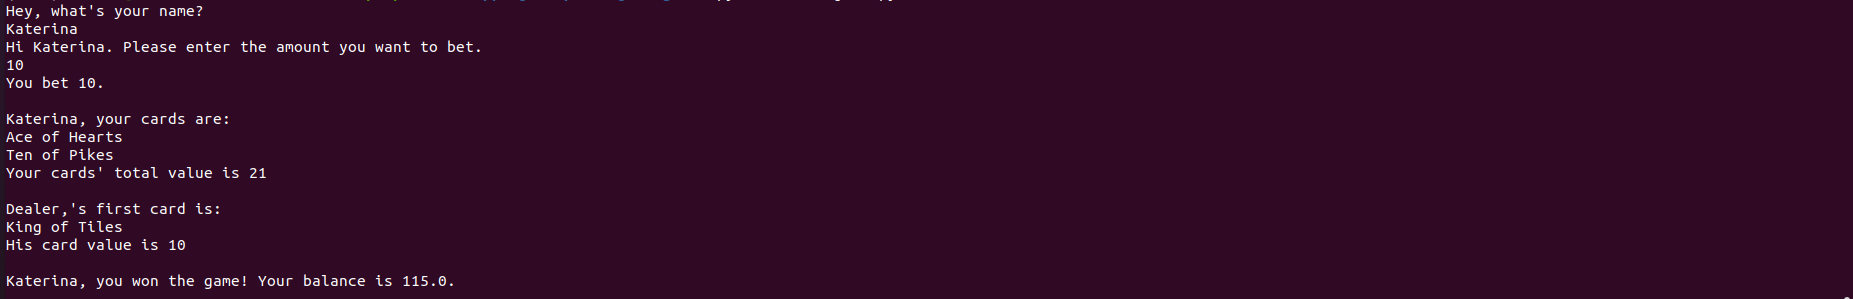 Hey, what's your name?
Katerina
Hi Katerina. Please enter the amount you want to bet.
10
You bet 10.
Katerina, your cards are:
Ace of Hearts
Ten of Pikes
Your cards' total value is 21
Dealer,'s first card is:
King of Tiles
His card value is 10
Katerina, you won the game! Your balance is 115.0.